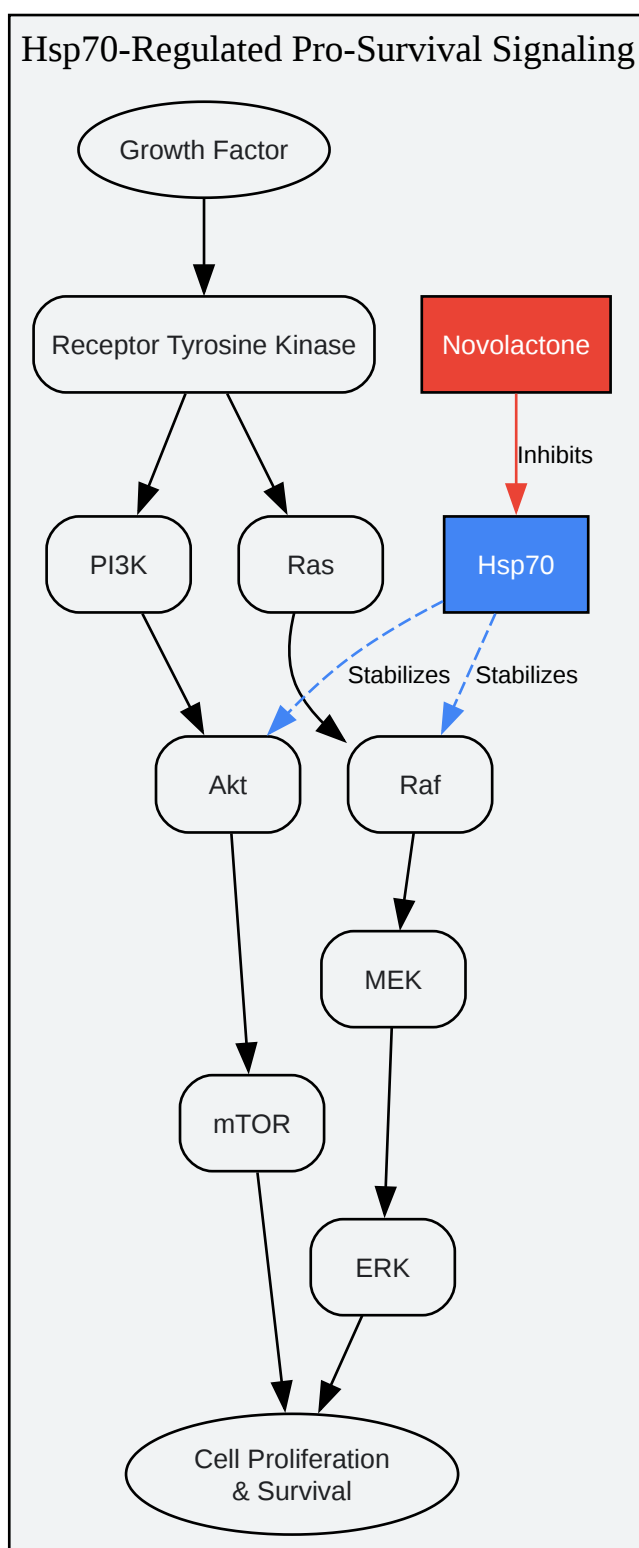 Hsp70-Regulated Pro-Survival Signaling
Growth Factor
Receptor Tyrosine Kinase
Novolactone
Inhibits
PI3K
Ras
Hsp70
Stabilizes
Stabilizes
Akt
Raf
MEK
mTOR
ERK
Cell Proliferation
& Survival